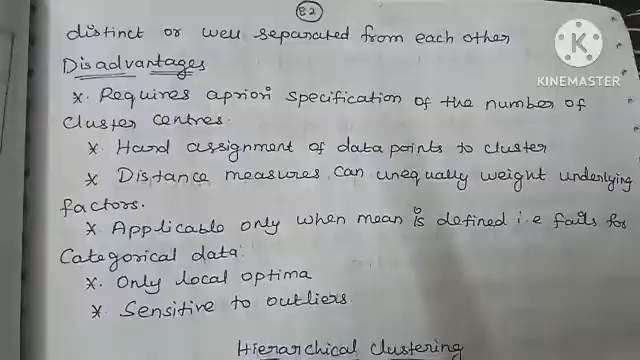 82
distinct or well separated from each other
Disadvantages
*. Requires apriori specification of the number of
cluster centres.
* Hard assignment of data points to cluster
* Distance measures can unequally weight underlying
factors.
* Applicable only when mean is defined i.e fails for
categorical data.
*. Only local optima
* Sensitive to outliers.
Hierarchical clustering
KINEMASTER